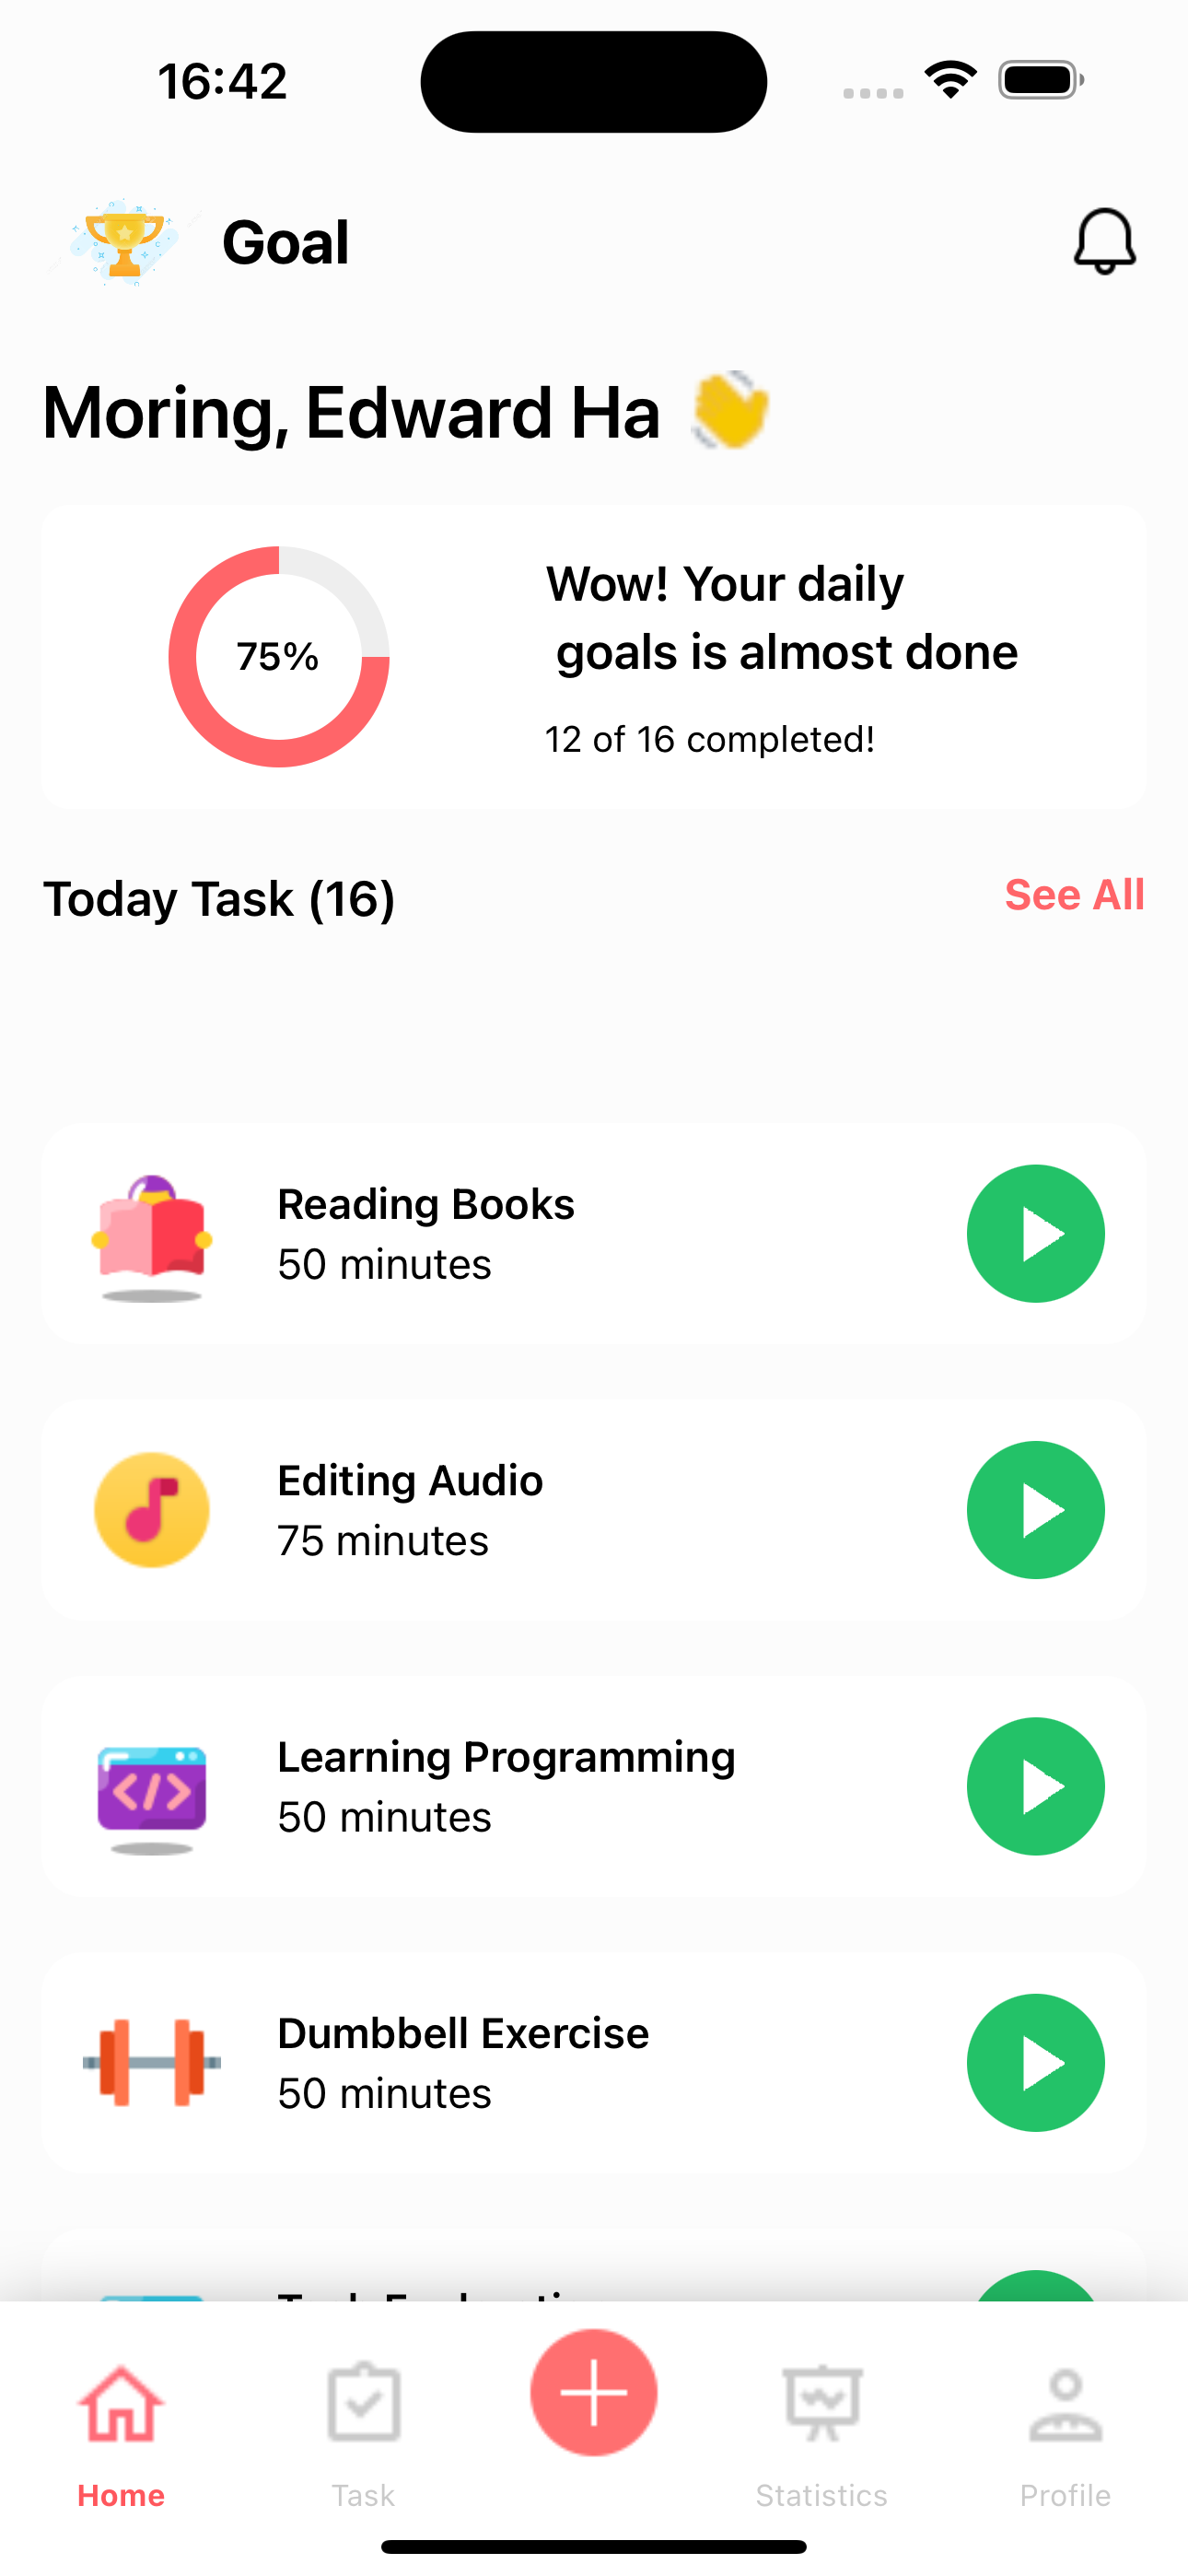 16:42
Goal
Moring, Edward Ha 👋
75%
Wow! Your daily
goals is almost done
12 of 16 completed!
Today Task (16)
See All
Reading Books
50 minutes
Editing Audio
75 minutes
Learning Programming
50 minutes
Dumbbell Exercise
50 minutes
Home
Task
Statistics
Profile